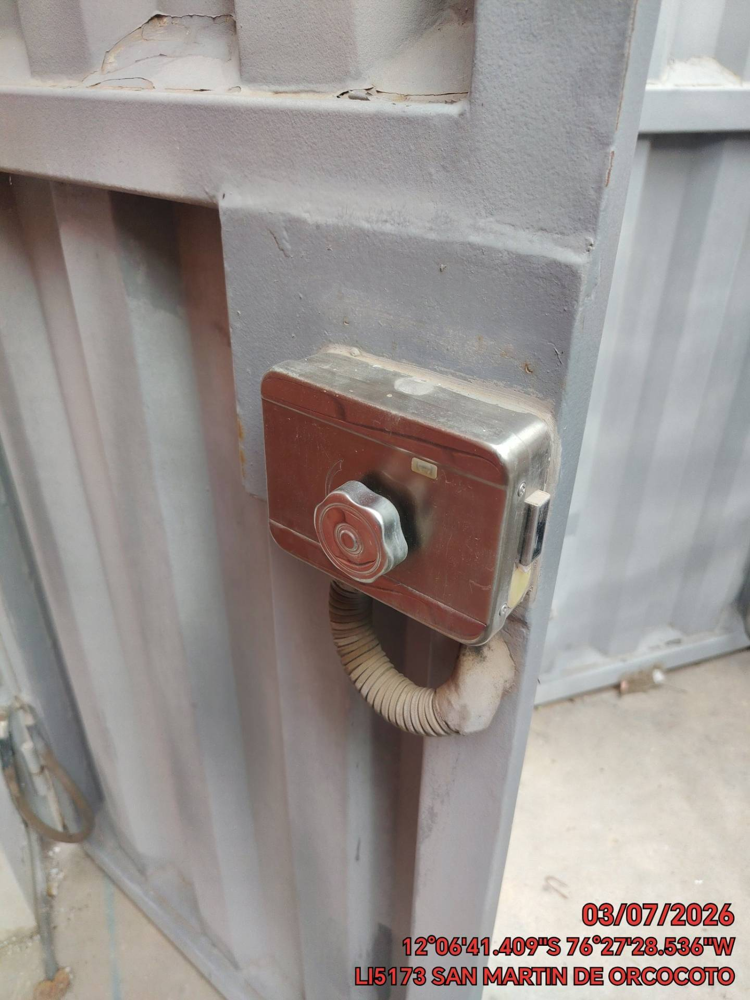 03/07/2026
12°06'41.409"S 76°27'28.536"W
LI5173 SAN MARTIN DE ORCOCOTO